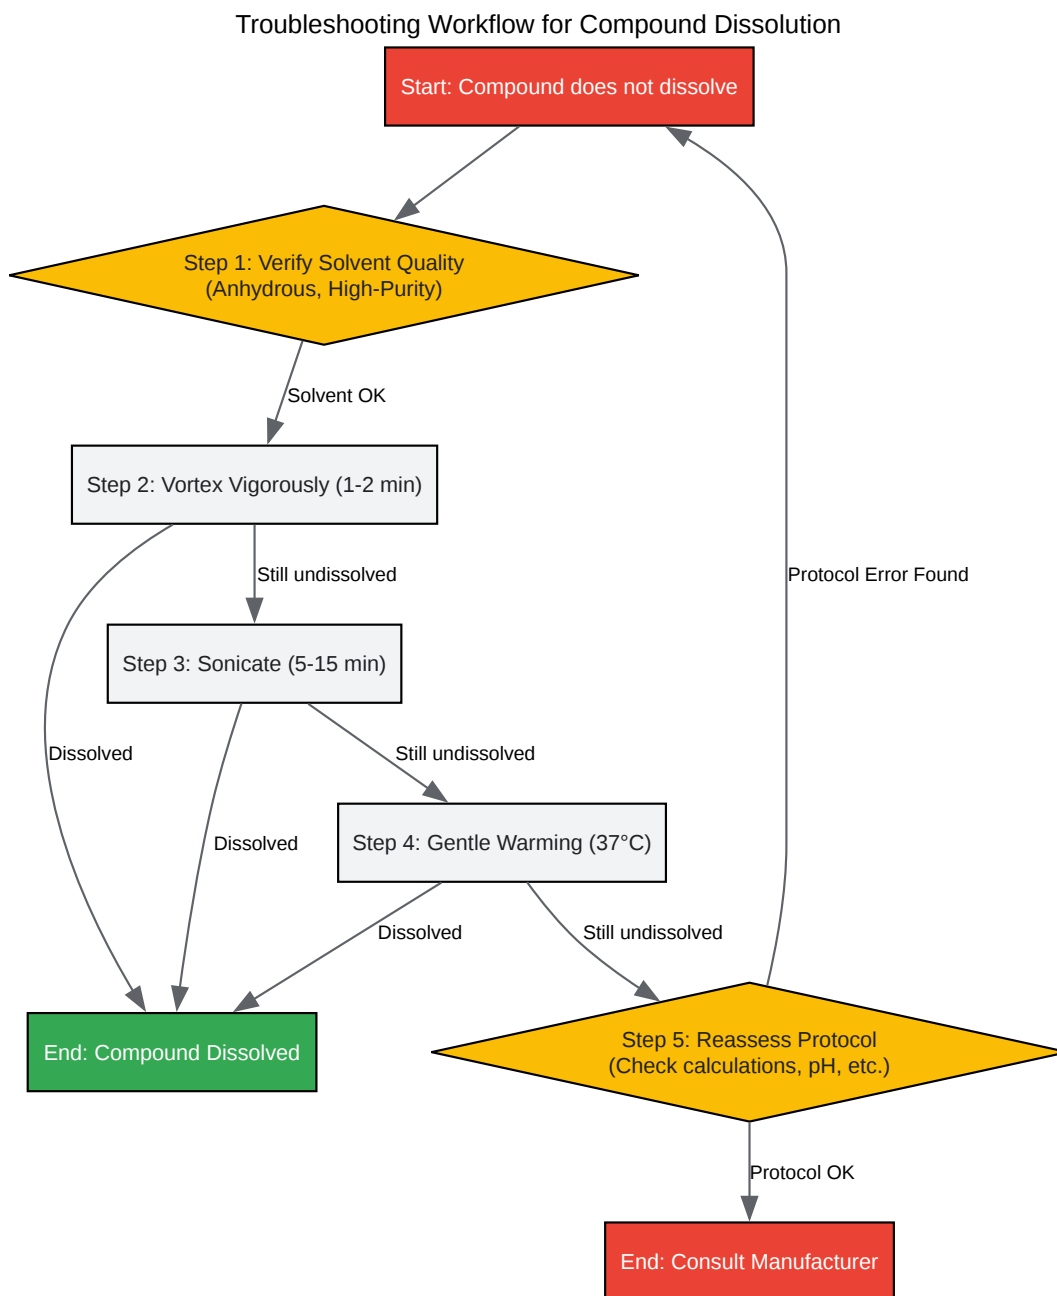 Troubleshooting Workflow for Compound Dissolution
Start: Compound does not dissolve
Step 1: Verify Solvent Quality
(Anhydrous, High-Purity)
Solvent OK
Step 2: Vortex Vigorously (1-2 min)
Still undissolved
Protocol Error Found
Step 3: Sonicate (5-15 min)
Dissolved
Still undissolved
Dissolved
Step 4: Gentle Warming (37°C)
Dissolved
Still undissolved
End: Compound Dissolved
Step 5: Reassess Protocol
(Check calculations, pH, etc.)
Protocol OK
End: Consult Manufacturer